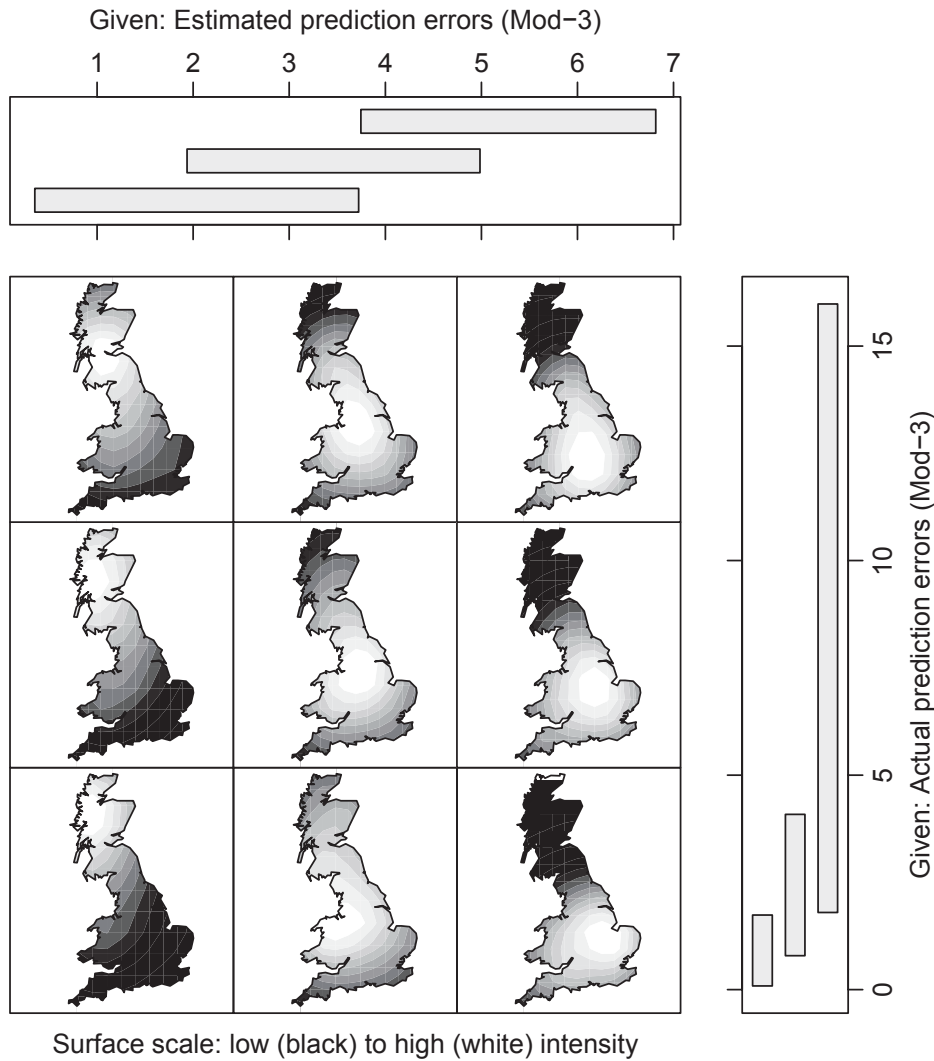 Given: Estimated prediction errors (Mod−3)
1 2 3 4 5 6 7
15
10
5
0
Given: Actual prediction errors (Mod−3)
Surface scale: low (black) to high (white) intensity